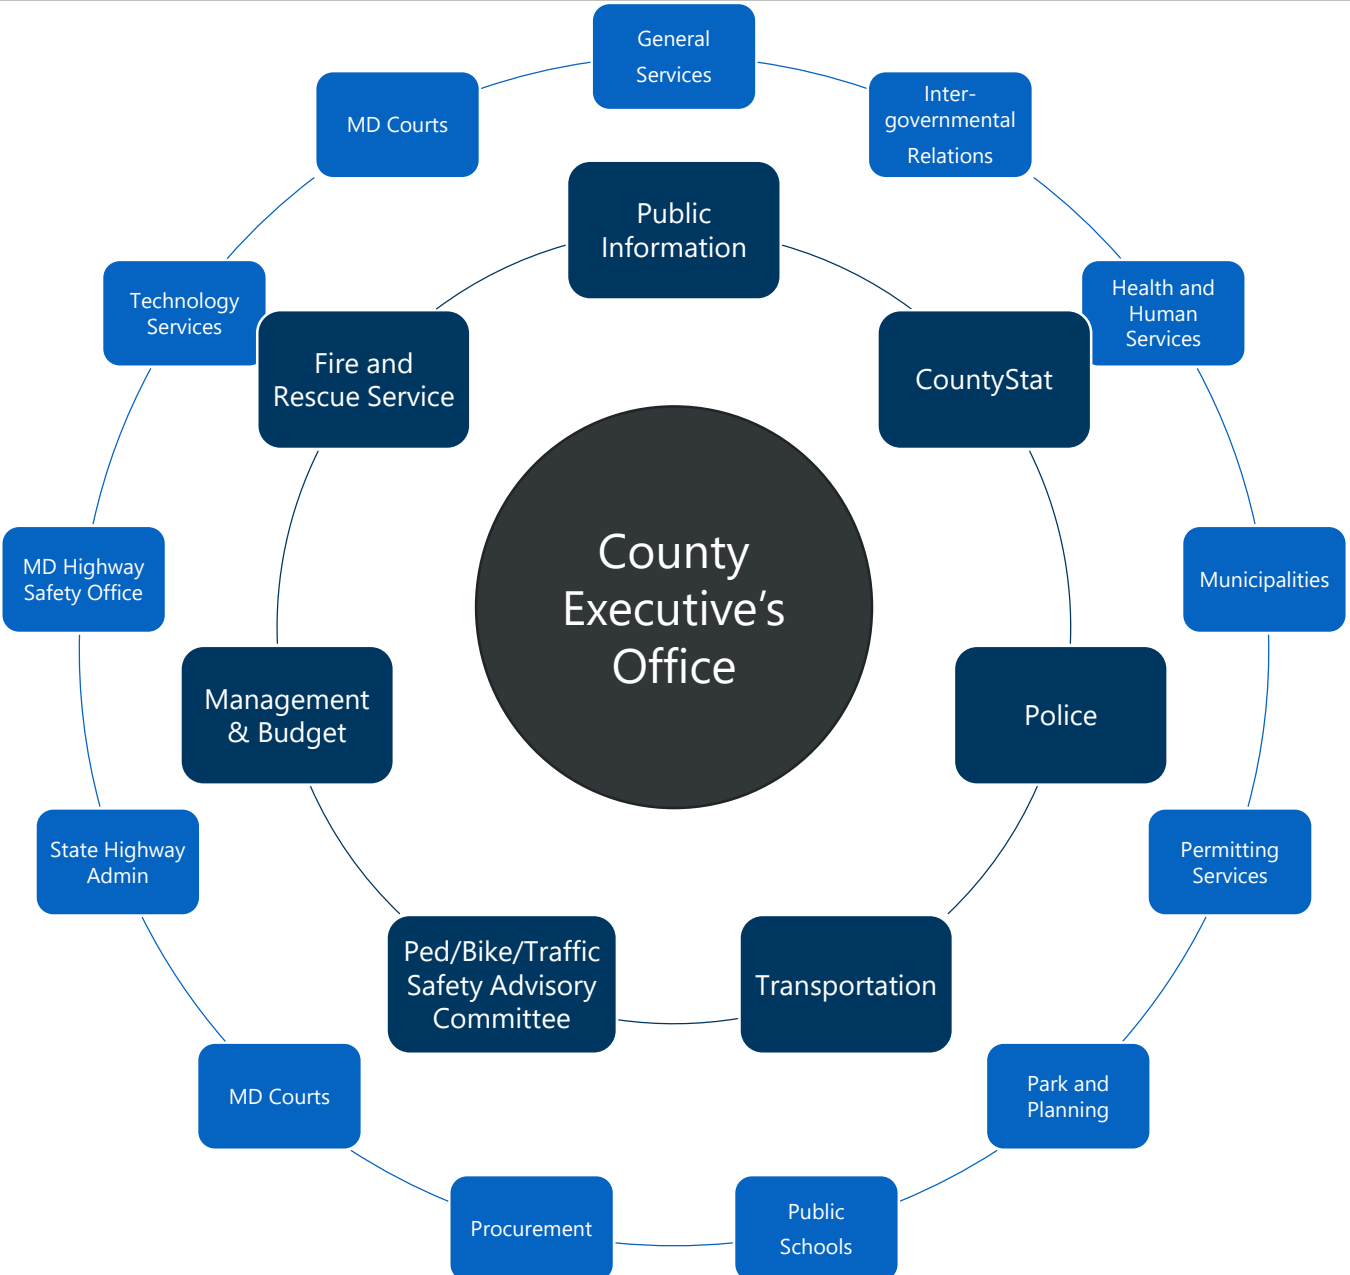 General
Services
MD Courts
Inter-
governmental
Relations
Public
Information
Technology
Services
Health and
Human
Services
Fire and
Rescue Service
CountyStat
County
Executive’s
Office
MD Highway
Safety Office
Municipalities
Management
& Budget
Police
State Highway
Admin
Permitting
Services
Ped/Bike/Traffic
Safety Advisory
Committee
Transportation
MD Courts
Park and
Planning
Procurement
Public
Schools